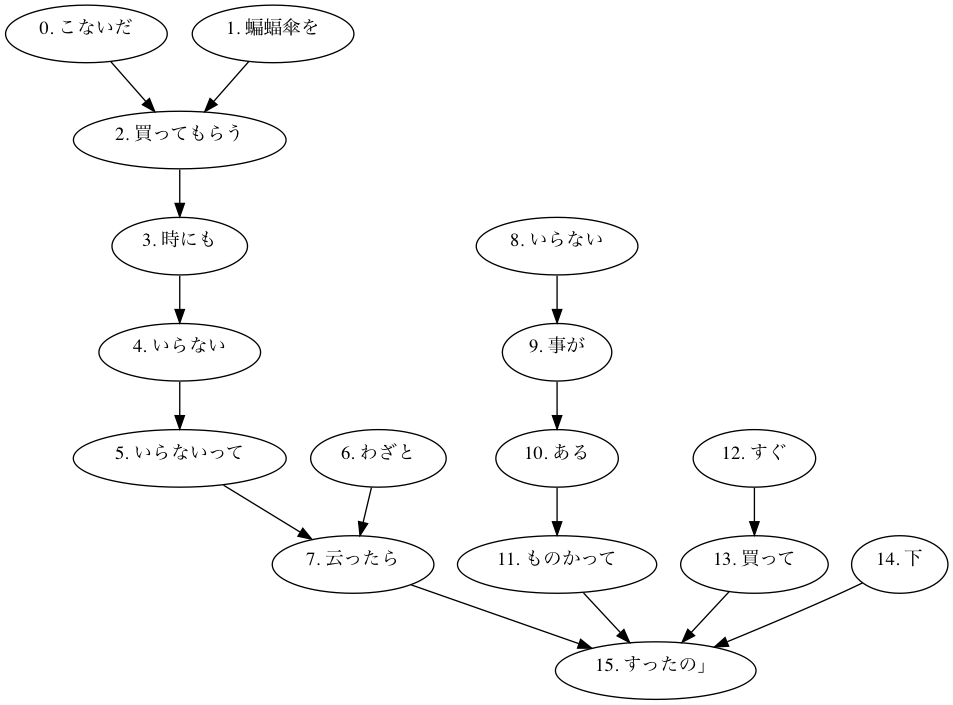 0. こないだ
1. 蝙蝠傘を
2. 買ってもらう
3. 時にも
4. いらない
5. いらないって
6. わざと
7. 云ったら
8. いらない
9. 事が
10. ある
11. ものかって
12. すぐ
13. 買って
14. 下
15. すったの」